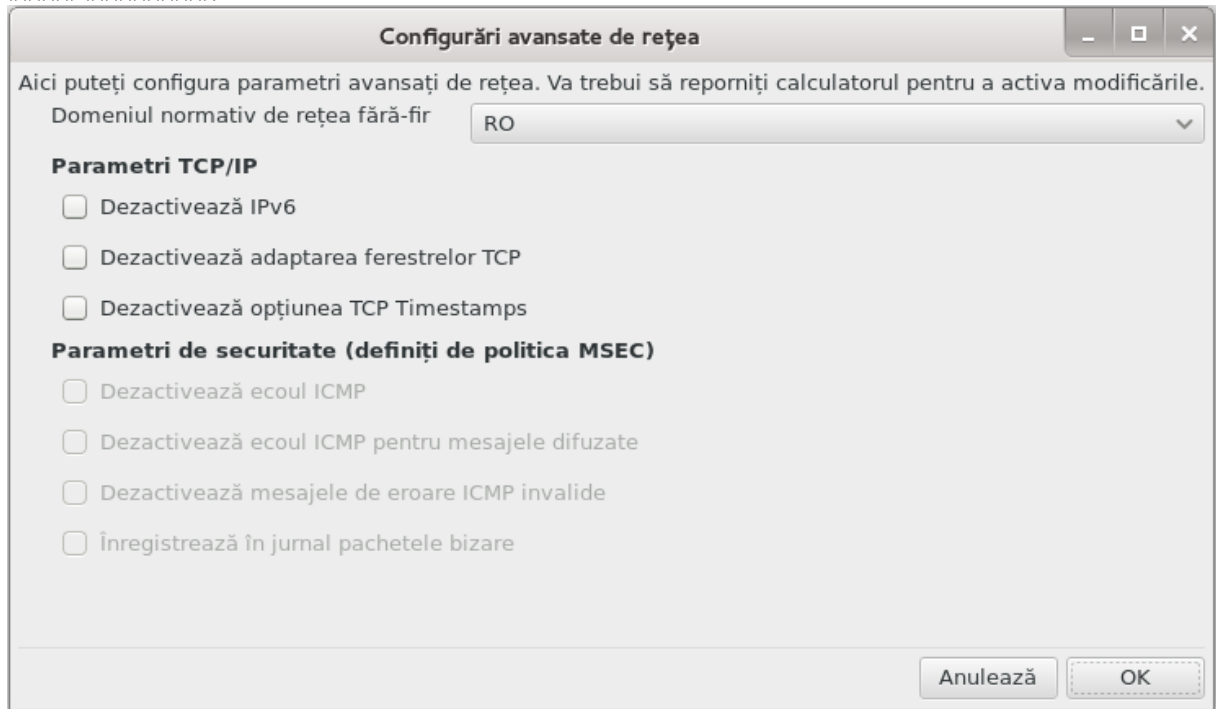 Configurări avansate de rețea
Aici puteți configura parametri avansați de rețea. Va trebui să reporniți calculatorul pentru a activa modificările.
Domeniul normativ de rețea fără-fir
RO
Parametri TCP/IP
Dezactivează IPv6
Dezactivează adaptarea ferestrelor TCP
Dezactivează opțiunea TCP Timestamps
Parametri de securitate (definiți de politica MSEC)
Dezactivează ecoul ICMP
Dezactivează ecoul ICMP pentru mesajele difuzate
Dezactivează mesajele de eroare ICMP invalide
Înregistrează în jurnal pachetele bizare
Anulează
OK